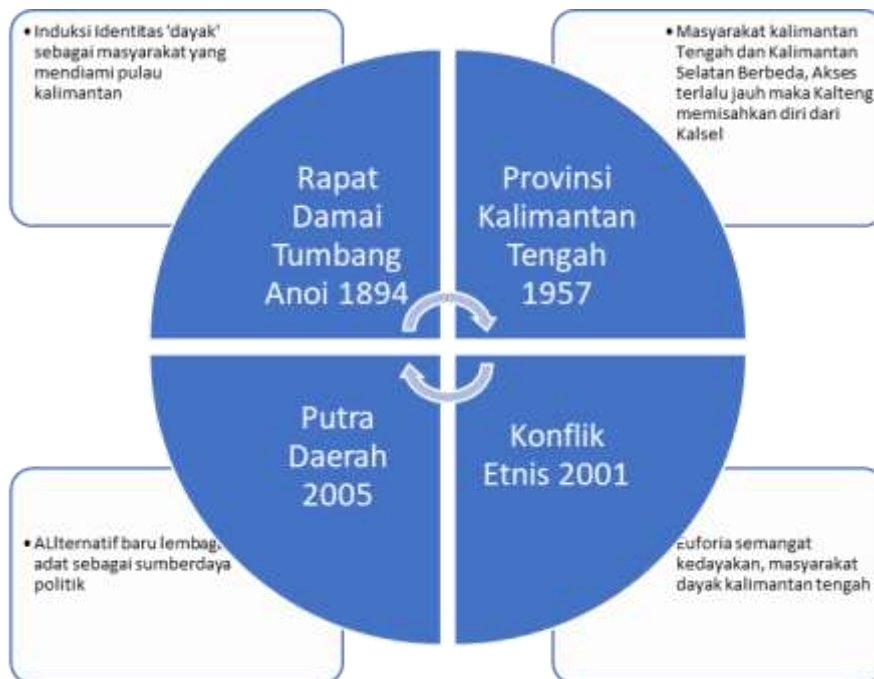 • Induksi Identitas 'dayak'
sebagai masyarakat yang
mendiami pulau
kalimantan
• Masyarakat kalimantan
Tengah dan Kalimantan
Selatan Berbeda, Akses
terlalu jauh maka Kalteng
memisahkan diri dari
Kalsel
Rapat
Damai
Tumbang
Anoi 1894
Provinsi
Kalimantan
Tengah
1957
Putra
Daerah
2005
Konflik
Etnis 2001
• ALlternatif baru lembaga
adat sebagai sumberdaya
politik
Euforia semangat
kedayakan, masyarakat
dayak kalimantan tengah